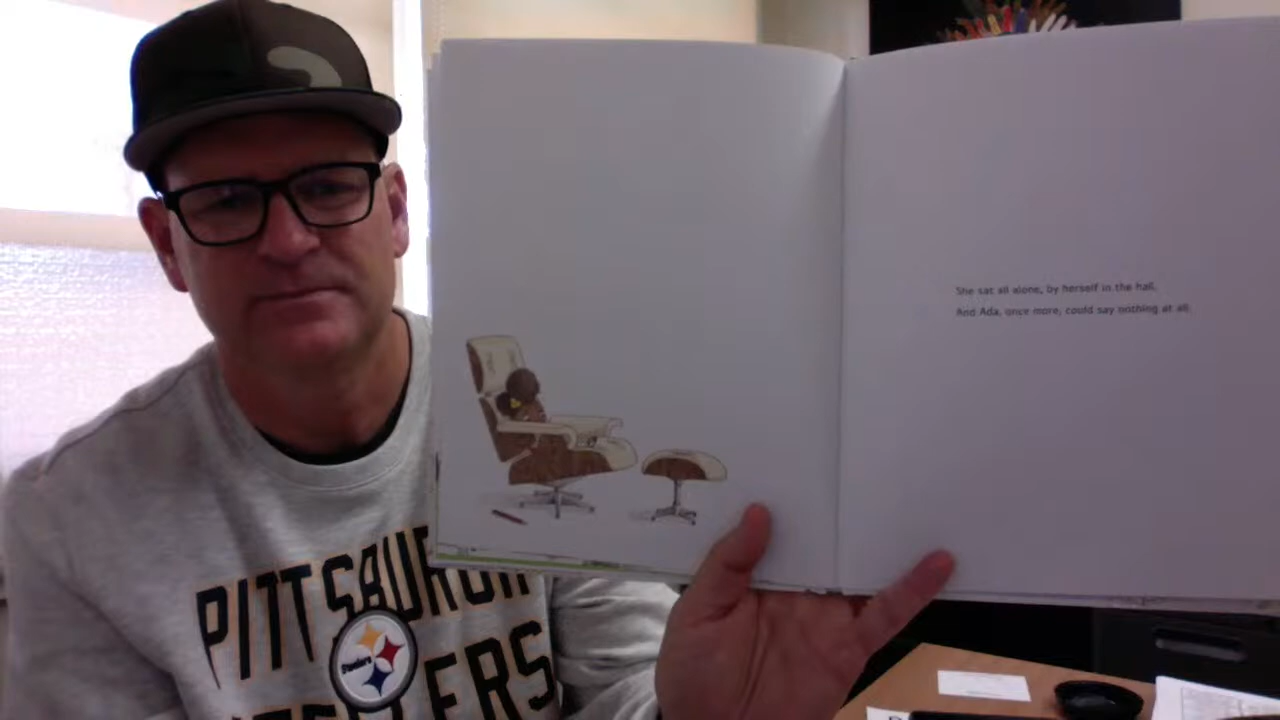 She sat all alone, by herself in the hall.
And Ada, once more, could say nothing at all.
PITTSBURGH
Steelers
STEELERS